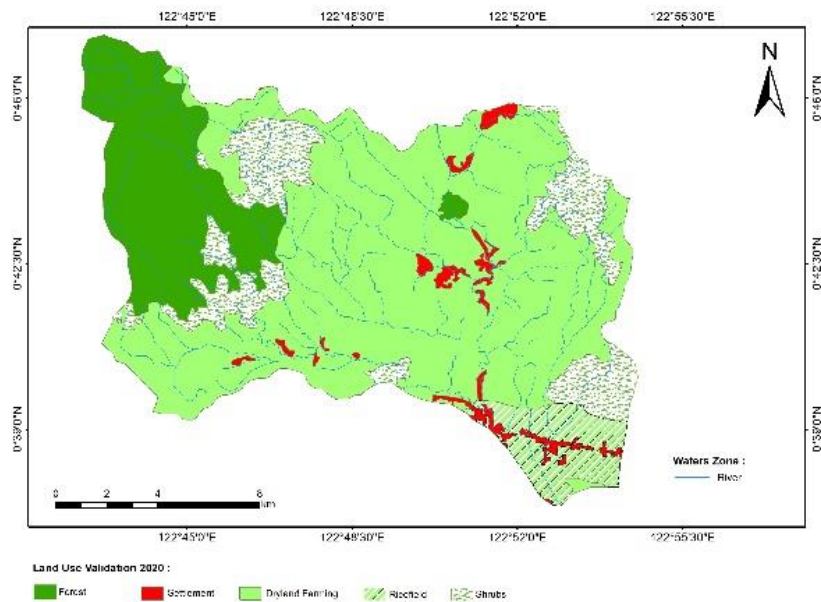 122°45'0"E 122°48'30"E 122°52'0"E 122°55'30"E
N
0°46'0"N 0°46'0"N
0°42'30"N 0°42'30"N
0°39'0"N 0°39'0"N
Waters Zone :
River
0 2 4 6 8
km
122°45'0"E 122°48'30"E 122°52'0"E 122°55'30"E
Land Use Validation 2020 :
Forest Settlement Dryland Farming Ricefield Shrubs